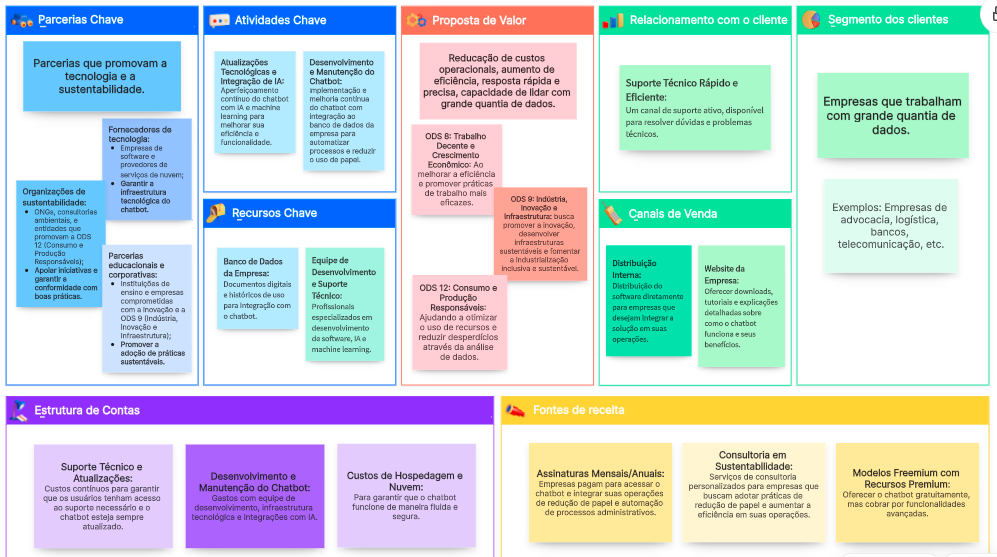 Parcerias Chave
Parcerias que promovam a
tecnologia e a
sustentabilidade.
Fornecedores de
tecnologia:
Empresas de
software e
provedores de
serviços de nuvem;
Garantir a
infraestrutura
tecnológica do
chatbot.
Organizações de
sustentabilidade:
ONGs, consultorias
ambientais, e
entidades que
promovam a ODS
12 (Consumo e
Produção
Responsáveis);
Apoiar iniciativas e
garantir a
conformidade com
boas práticas.
Parcerias
educacionais e
corporativas:
Instituições de
ensino e empresas
comprometidas
com a Inovação e a
ODS 9 (Indústria,
Inovação e
Infraestrutura);
Promover a
adoção de práticas
sustentáveis.
Atividades Chave
Atualizações
Tecnológicas e
Integração de IA:
Aperfeiçoamento
contínuo do chatbot
com IA e machine
learning para
melhorar sua
eficiência e
funcionalidade.
Desenvolvimento
e Manutenção do
Chatbot:
implementação e
melhoria contínua
do chatbot com
integração ao
banco de dados da
empresa para
automatizar
processos e reduzir
o uso de papel.
Recursos Chave
Banco de Dados
da Empresa:
Documentos digitais
e históricos de uso
para integração com
o chatbot.
Equipe de
Desenvolvimento
e Suporte
Técnico:
Profissionais
especializados em
desenvolvimento
de software, IA e
machine learning.
Proposta de Valor
Reducação de custos
operacionais, aumento de
eficiência, resposta rápida e
precisa, capacidade de lidar com
grande quantia de dados.
ODS 8: Trabalho
Decente e
Crescimento
Econômico: Ao
melhorar a eficiência
e promover práticas
de trabalho mais
eficazes.
ODS 9: Indústria,
Inovação e
Infraestrutura: busca
promover a inovação,
desenvolver
infraestruturas
sustentáveis e fomentar
a industrialização
inclusiva e sustentável.
ODS 12: Consumo e
Produção
Responsáveis:
Ajudando a otimizar
o uso de recursos e
reduzir desperdícios
através da análise
de dados.
Relacionamento com o cliente
Suporte Técnico Rápido e
Eficiente:
Um canal de suporte ativo, disponível
para resolver dúvidas e problemas
técnicos.
Canais de Venda
Distribuição
Interna:
Distribuição do
software diretamente
para empresas que
desejam integrar a
solução em suas
operações.
Website da
Empresa:
Oferecer downloads,
tutoriais e explicações
detalhadas sobre
como o chatbot
funciona e seus
benefícios.
Segmento dos clientes
Empresas que trabalham
com grande quantia de
dados.
Exemplos: Empresas de
advocacia, logística,
bancos,
telecomunicação, etc.
Estrutura de Contas
Suporte Técnico e
Atualizações:
Custos contínuos para garantir
que os usuários tenham acesso
ao suporte necessário e o
chatbot esteja sempre
atualizado.
Desenvolvimento e
Manutenção do Chatbot:
Gastos com equipe de
desenvolvimento, infraestrutura
tecnológica e integrações com IA.
Custos de Hospedagem e
Nuvem:
Para garantir que o chatbot
funcione de maneira fluida e
segura.
Fontes de receita
Assinaturas Mensais/Anuais:
Empresas pagam para acessar o
chatbot e integrar suas operações
de redução de papel e automação
de processos administrativos.
Consultoria em
Sustentabilidade:
Serviços de consultoria
personalizados para empresas que
buscam adotar práticas de
redução de papel e aumentar a
eficiência em suas operações.
Modelos Freemium com
Recursos Premium:
Oferecer o chatbot gratuitamente,
mas cobrar por funcionalidades
avançadas.